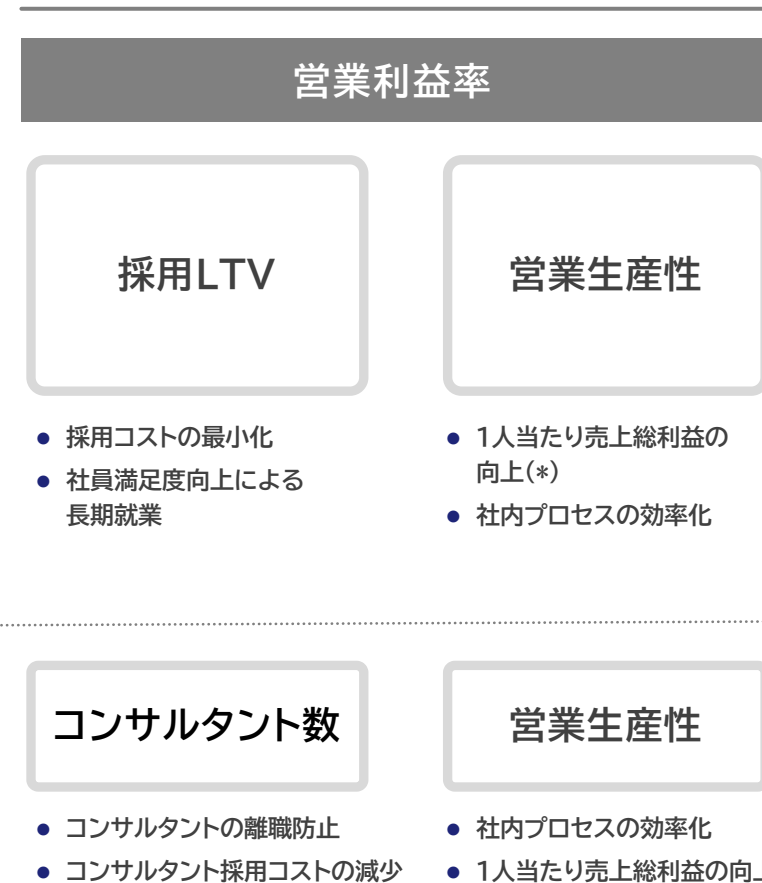 営業利益率
採用LTV
営業生産性
● 採用コストの最小化
● 社員満足度向上による
長期就業
● 1人当たり売上総利益の
向上(*)
● 社内プロセスの効率化
コンサルタント数
営業生産性
● コンサルタントの離職防止
● コンサルタント採用コストの減少
● 社内プロセスの効率化
● 1人当たり売上総利益の向